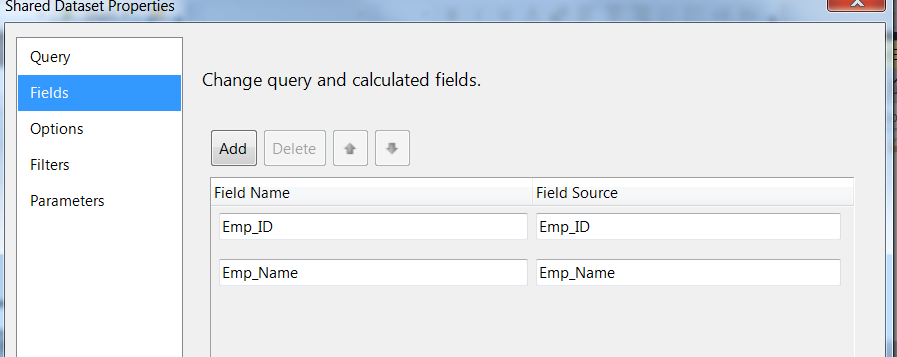 Shared Dataset Properties
Query
Fields
Options
Filters
Parameters
Change query and calculated fields.
Add Delete
Field Name Field Source
Emp_ID Emp_ID
Emp_Name Emp_Name